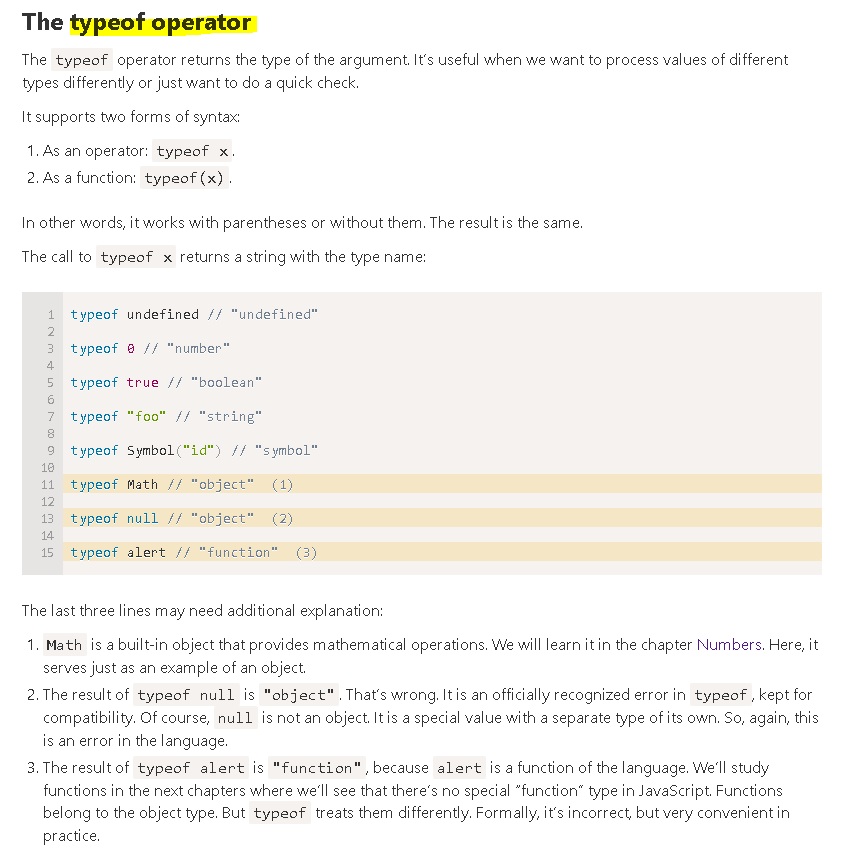 The typeof operator
The typeof operator returns the type of the argument. It's useful when we want to process values of different
types differently or just want to do a quick check.
It supports two forms of syntax:
1. As an operator: typeof x.
2. As a function: typeof(x).
In other words, it works with parentheses or without them. The result is the same.
The call to typeof x returns a string with the type name:
1 typeof undefined // "undefined"
2
3 typeof 0 // "number"
4
5 typeof true // "boolean"
6
7 typeof "foo" // "string"
8
9 typeof Symbol("id") // "symbol"
10
11 typeof Math // "object"  (1)
12
13 typeof null // "object"  (2)
14
15 typeof alert // "function"  (3)
The last three lines may need additional explanation:
1. Math is a built-in object that provides mathematical operations. We will learn it in the chapter Numbers. Here, it
serves just as an example of an object.
2. The result of typeof null is "object". That's wrong. It is an officially recognized error in typeof, kept for
compatibility. Of course, null is not an object. It is a special value with a separate type of its own. So, again, this
is an error in the language.
3. The result of typeof alert is "function", because alert is a function of the language. We'll study
functions in the next chapters where we'll see that there's no special "function" type in JavaScript. Functions
belong to the object type. But typeof treats them differently. Formally, it's incorrect, but very convenient in
practice.